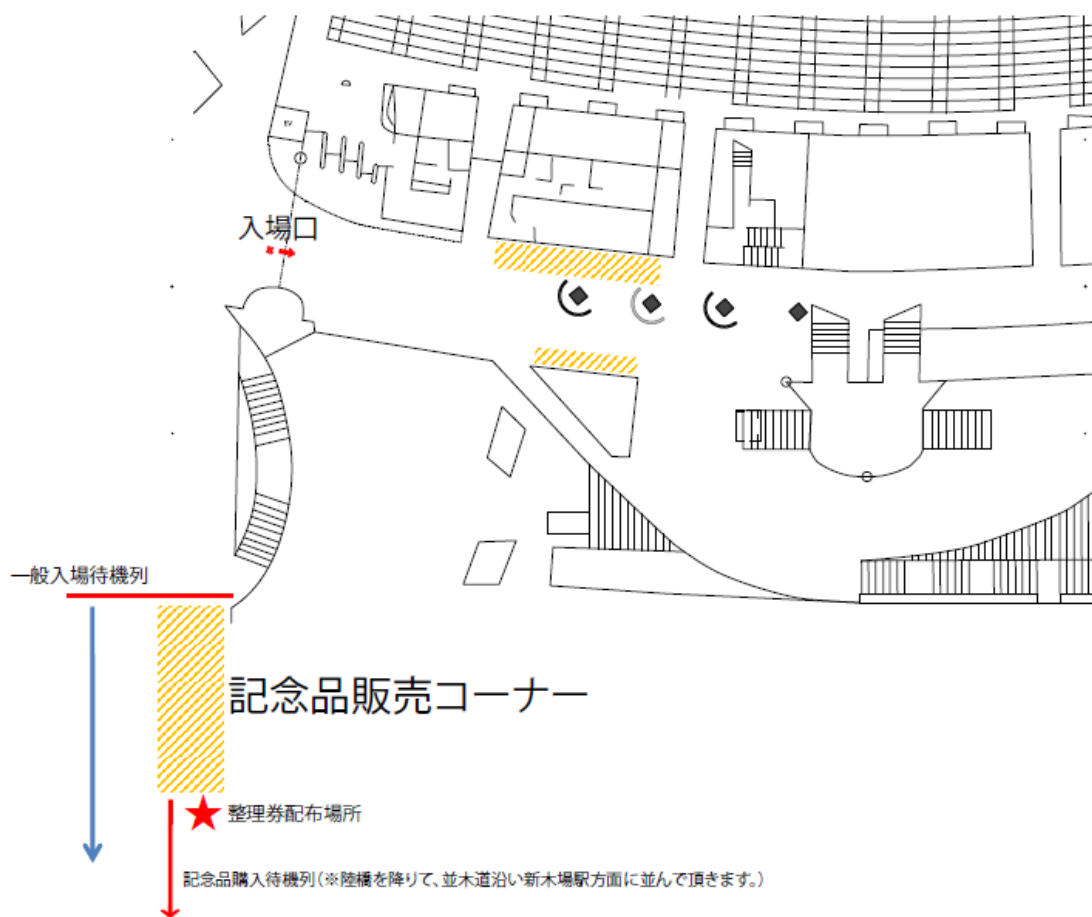 EV
入場口
一般入場待機列
記念品販売コーナー
整理券配布場所
記念品購入待機列(※陸橋を降りて、並木道沿い新木場駅方面に並んで頂きます。)